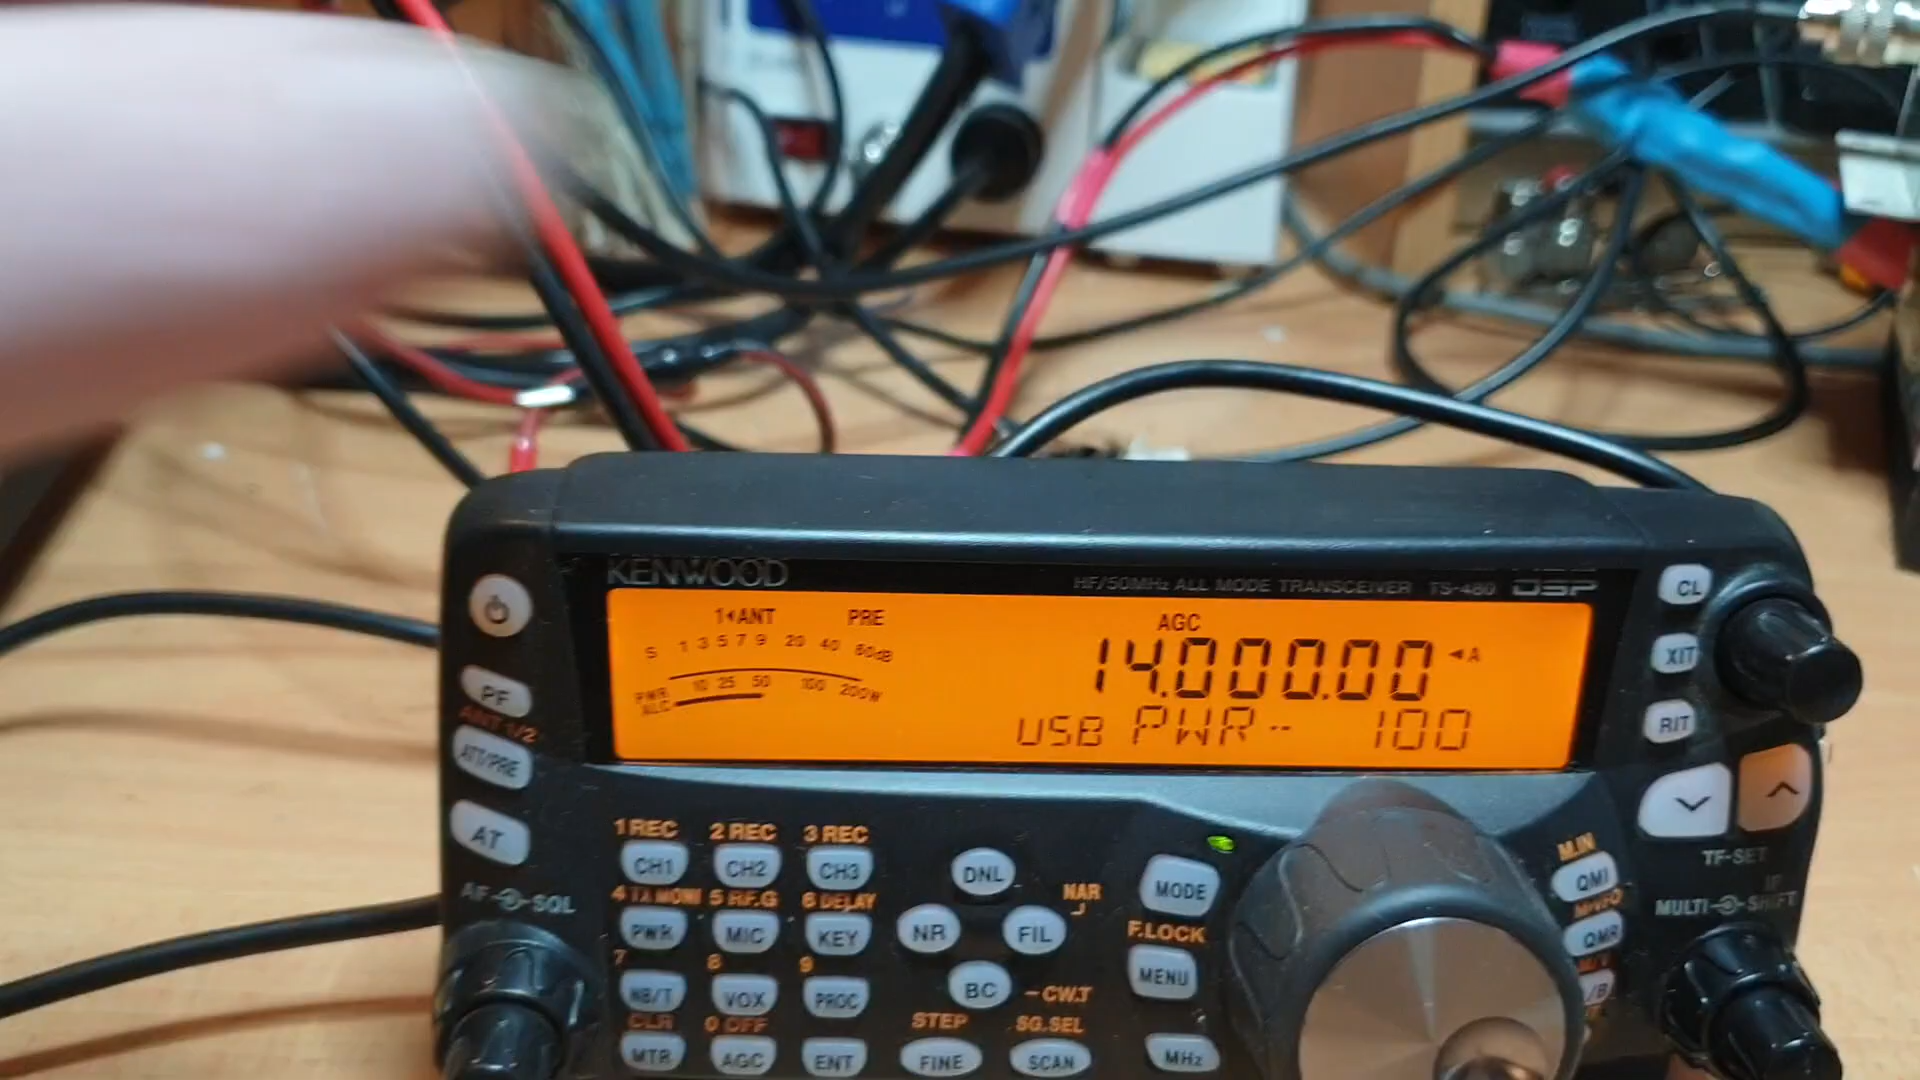 KENWOOD
HF/50MHz ALL MODE TRANSCEIVER TS-480 DSP
1◂ANT PRE AGC
S 1 3 5 7 9 20 40 60dB
14.000.00 ◂A
PWR 10 25 50 100 200W
ALC
USB PWR-- 100
PF
ANT 1/2
ATT/PRE
AT
AF SQL
1 REC 2 REC 3 REC
CH1 CH2 CH3
4 TX MONI 5 RF.G 6 DELAY
PWR MIC KEY
7 8 9
NB/T VOX PROC
CLR 0 OFF
MTR AGC ENT
DNL
NAR
NR FIL
BC -CW.T
STEP SG.SEL
FINE SCAN
MODE
F.LOCK
MENU
MHz
CL
XIT
RIT
TF-SET
M.IN
QMI
M▸VFO
QMR
/B
MULTI IF SHIFT